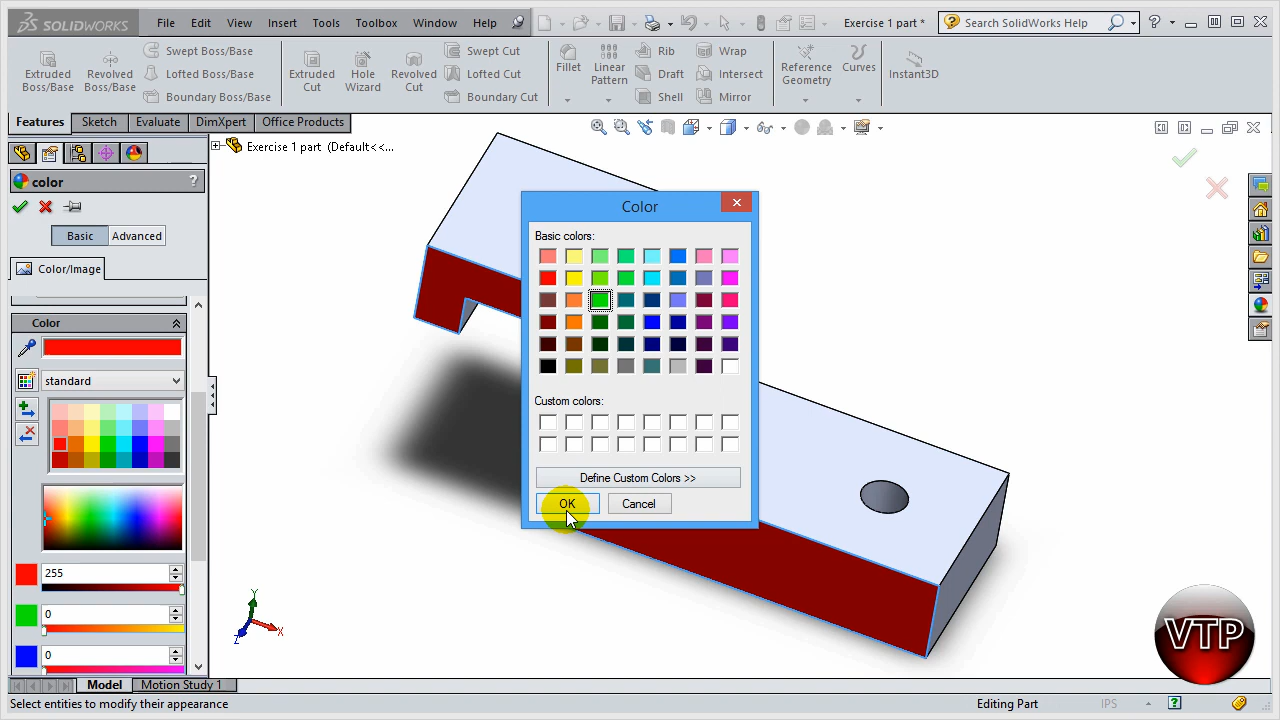 SOLIDWORKS File Edit View Insert Tools Toolbox Window Help Exercise 1 part * Search SolidWorks Help ?
Extruded Boss/Base
Revolved Boss/Base
Swept Boss/Base
Lofted Boss/Base
Boundary Boss/Base
Extruded Cut
Hole Wizard
Revolved Cut
Swept Cut
Lofted Cut
Boundary Cut
Fillet
Linear Pattern
Rib
Draft
Shell
Wrap
Intersect
Mirror
Reference Geometry
Curves
Instant3D
Features Sketch Evaluate DimXpert Office Products
Exercise 1 part (Default<<...
color ?
Basic Advanced
Color/Image
Color
standard
255
0
0
Color
Basic colors:
Custom colors:
Define Custom Colors >>
OK Cancel
Y
X
Z
VTP
Model Motion Study 1
Select entities to modify their appearance Editing Part IPS ?